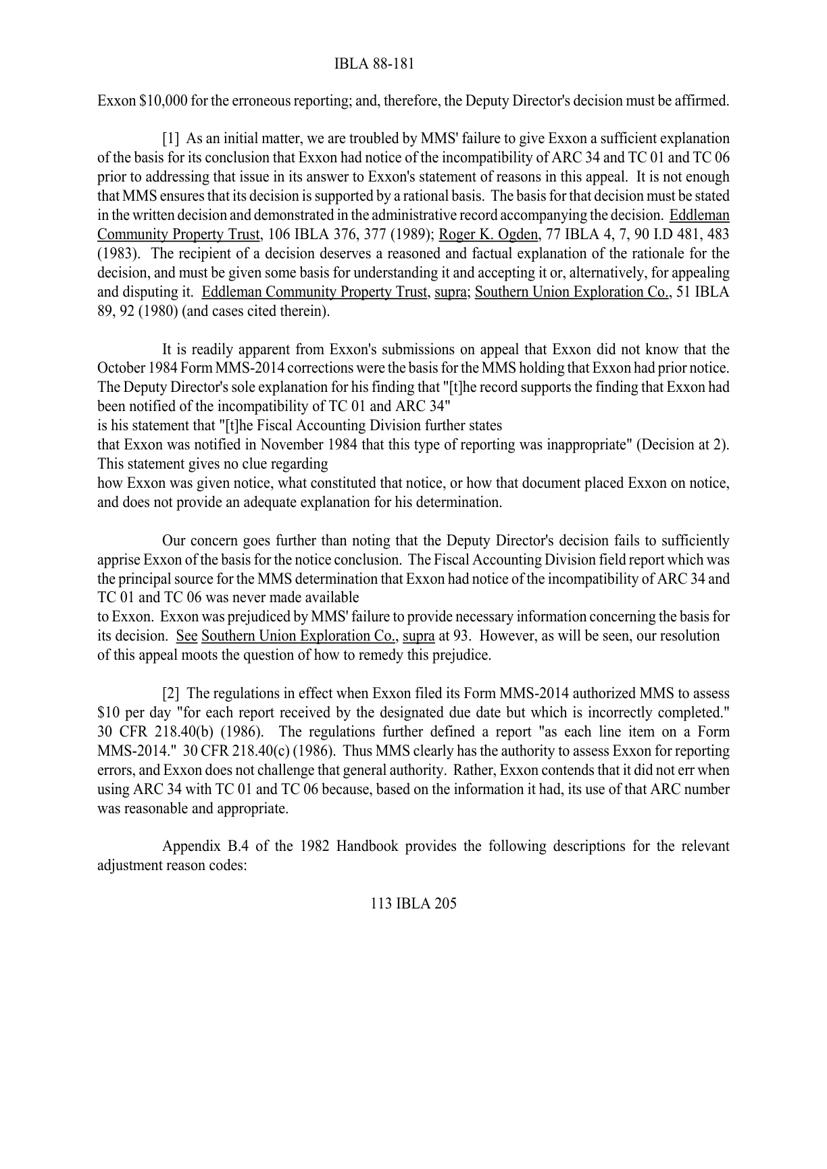 IBLA 88-181
Exxon $10,000 for the erroneous reporting; and, therefore, the Deputy Director's decision must be affirmed.
[1] As an initial matter, we are troubled by MMS' failure to give Exxon a sufficient explanation
of the basis for its conclusion that Exxon had notice of the incompatibility of ARC 34 and TC 01 and TC 06
prior to addressing that issue in its answer to Exxon's statement of reasons in this appeal. It is not enough
that MMS ensures that its decision is supported by a rational basis. The basis for that decision must be stated
in the written decision and demonstrated in the administrative record accompanying the decision. Eddleman
Community Property Trust, 106 IBLA 376, 377 (1989); Roger K. Ogden, 77 IBLA 4, 7, 90 I.D 481, 483
(1983). The recipient of a decision deserves a reasoned and factual explanation of the rationale for the
decision, and must be given some basis for understanding it and accepting it or, alternatively, for appealing
and disputing it. Eddleman Community Property Trust, supra; Southern Union Exploration Co., 51 IBLA
89, 92 (1980) (and cases cited therein).
It is readily apparent from Exxon's submissions on appeal that Exxon did not know that the
October 1984 Form MMS-2014 corrections were the basis for the MMS holding that Exxon had prior notice.
The Deputy Director's sole explanation for his finding that "[t]he record supports the finding that Exxon had
been notified of the incompatibility of TC 01 and ARC 34"
is his statement that "[t]he Fiscal Accounting Division further states
that Exxon was notified in November 1984 that this type of reporting was inappropriate" (Decision at 2).
This statement gives no clue regarding
how Exxon was given notice, what constituted that notice, or how that document placed Exxon on notice,
and does not provide an adequate explanation for his determination.
Our concern goes further than noting that the Deputy Director's decision fails to sufficiently
apprise Exxon of the basis for the notice conclusion. The Fiscal Accounting Division field report which was
the principal source for the MMS determination that Exxon had notice of the incompatibility of ARC 34 and
TC 01 and TC 06 was never made available
to Exxon. Exxon was prejudiced by MMS' failure to provide necessary information concerning the basis for
its decision. See Southern Union Exploration Co., supra at 93. However, as will be seen, our resolution
of this appeal moots the question of how to remedy this prejudice.
[2] The regulations in effect when Exxon filed its Form MMS-2014 authorized MMS to assess
$10 per day "for each report received by the designated due date but which is incorrectly completed."
30 CFR 218.40(b) (1986). The regulations further defined a report "as each line item on a Form
MMS-2014." 30 CFR 218.40(c) (1986). Thus MMS clearly has the authority to assess Exxon for reporting
errors, and Exxon does not challenge that general authority. Rather, Exxon contends that it did not err when
using ARC 34 with TC 01 and TC 06 because, based on the information it had, its use of that ARC number
was reasonable and appropriate.
Appendix B.4 of the 1982 Handbook provides the following descriptions for the relevant
adjustment reason codes:
113 IBLA 205